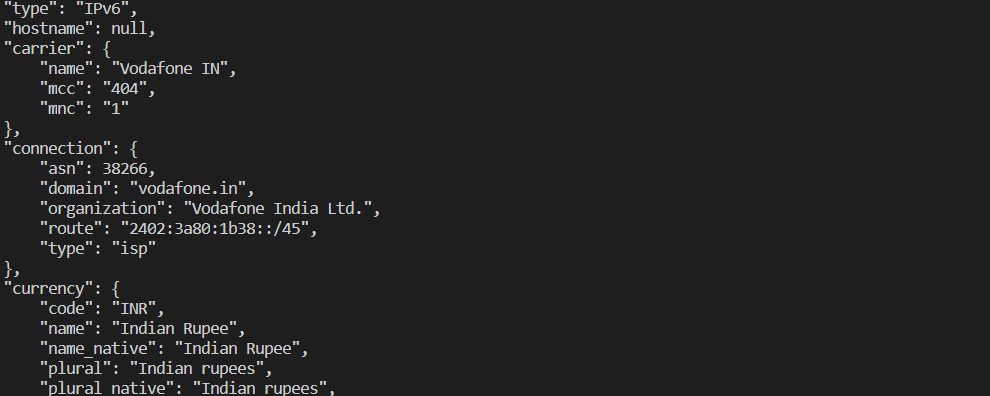 "type": "IPv6",
"hostname": null,
"carrier": {
    "name": "Vodafone IN",
    "mcc": "404",
    "mnc": "1"
},
"connection": {
    "asn": 38266,
    "domain": "vodafone.in",
    "organization": "Vodafone India Ltd.",
    "route": "2402:3a80:1b38::/45",
    "type": "isp"
},
"currency": {
    "code": "INR",
    "name": "Indian Rupee",
    "name_native": "Indian Rupee",
    "plural": "Indian rupees",
    "plural_native": "Indian rupees",